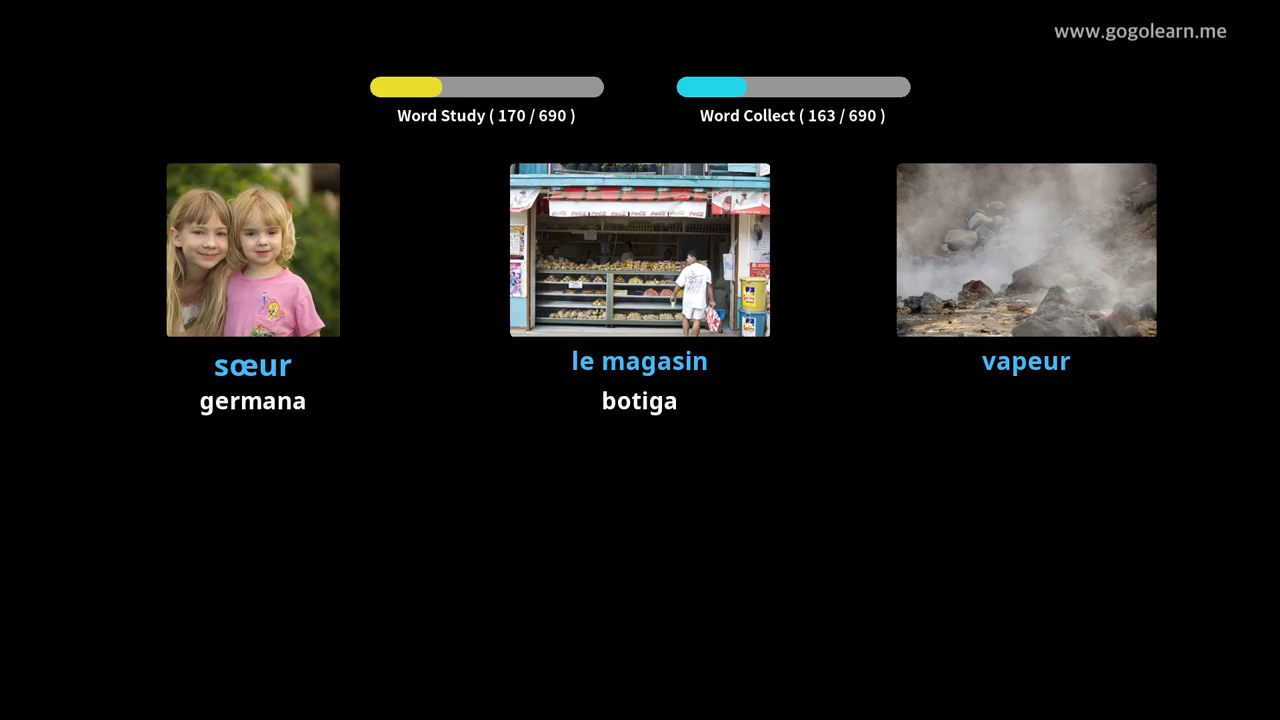 www.gogolearn.me
Word Study ( 170 / 690 )
Word Collect ( 163 / 690 )
sœur
germana
le magasin
botiga
vapeur